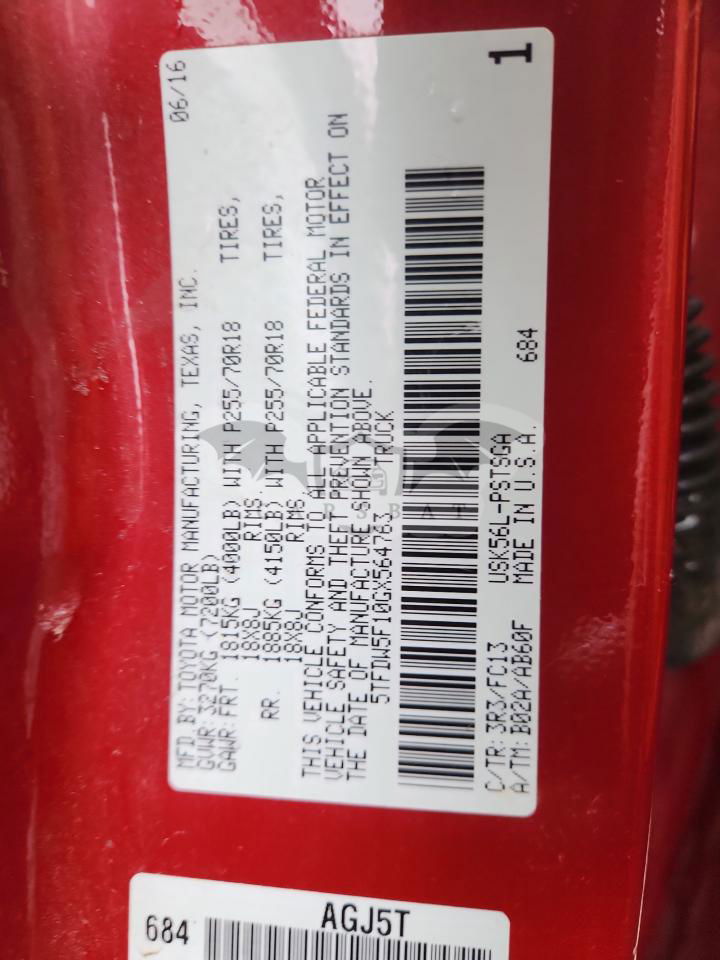 MFD.BY:TOYOTA MOTOR MANUFACTURING, TEXAS, INC. 06/16
GVWR:3270KG (7200LB)
GAWR:FRT. 1815KG (4000LB) WITH P255/70R18 TIRES,
18X8J RIMS,
RR. 1885KG (4150LB) WITH P255/70R18 TIRES,
18X8J RIMS.
THIS VEHICLE CONFORMS TO ALL APPLICABLE FEDERAL MOTOR
VEHICLE SAFETY AND THEFT PREVENTION STANDARDS IN EFFECT ON
THE DATE OF MANUFACTURE SHOWN ABOVE.
5TFDW5F10GX564783 TRUCK
C/TR:3R3/FC13 USK56L-PSTSGA 684
A/TM:B02A/AB60F MADE IN U.S.A.
1
684 AGJ5T